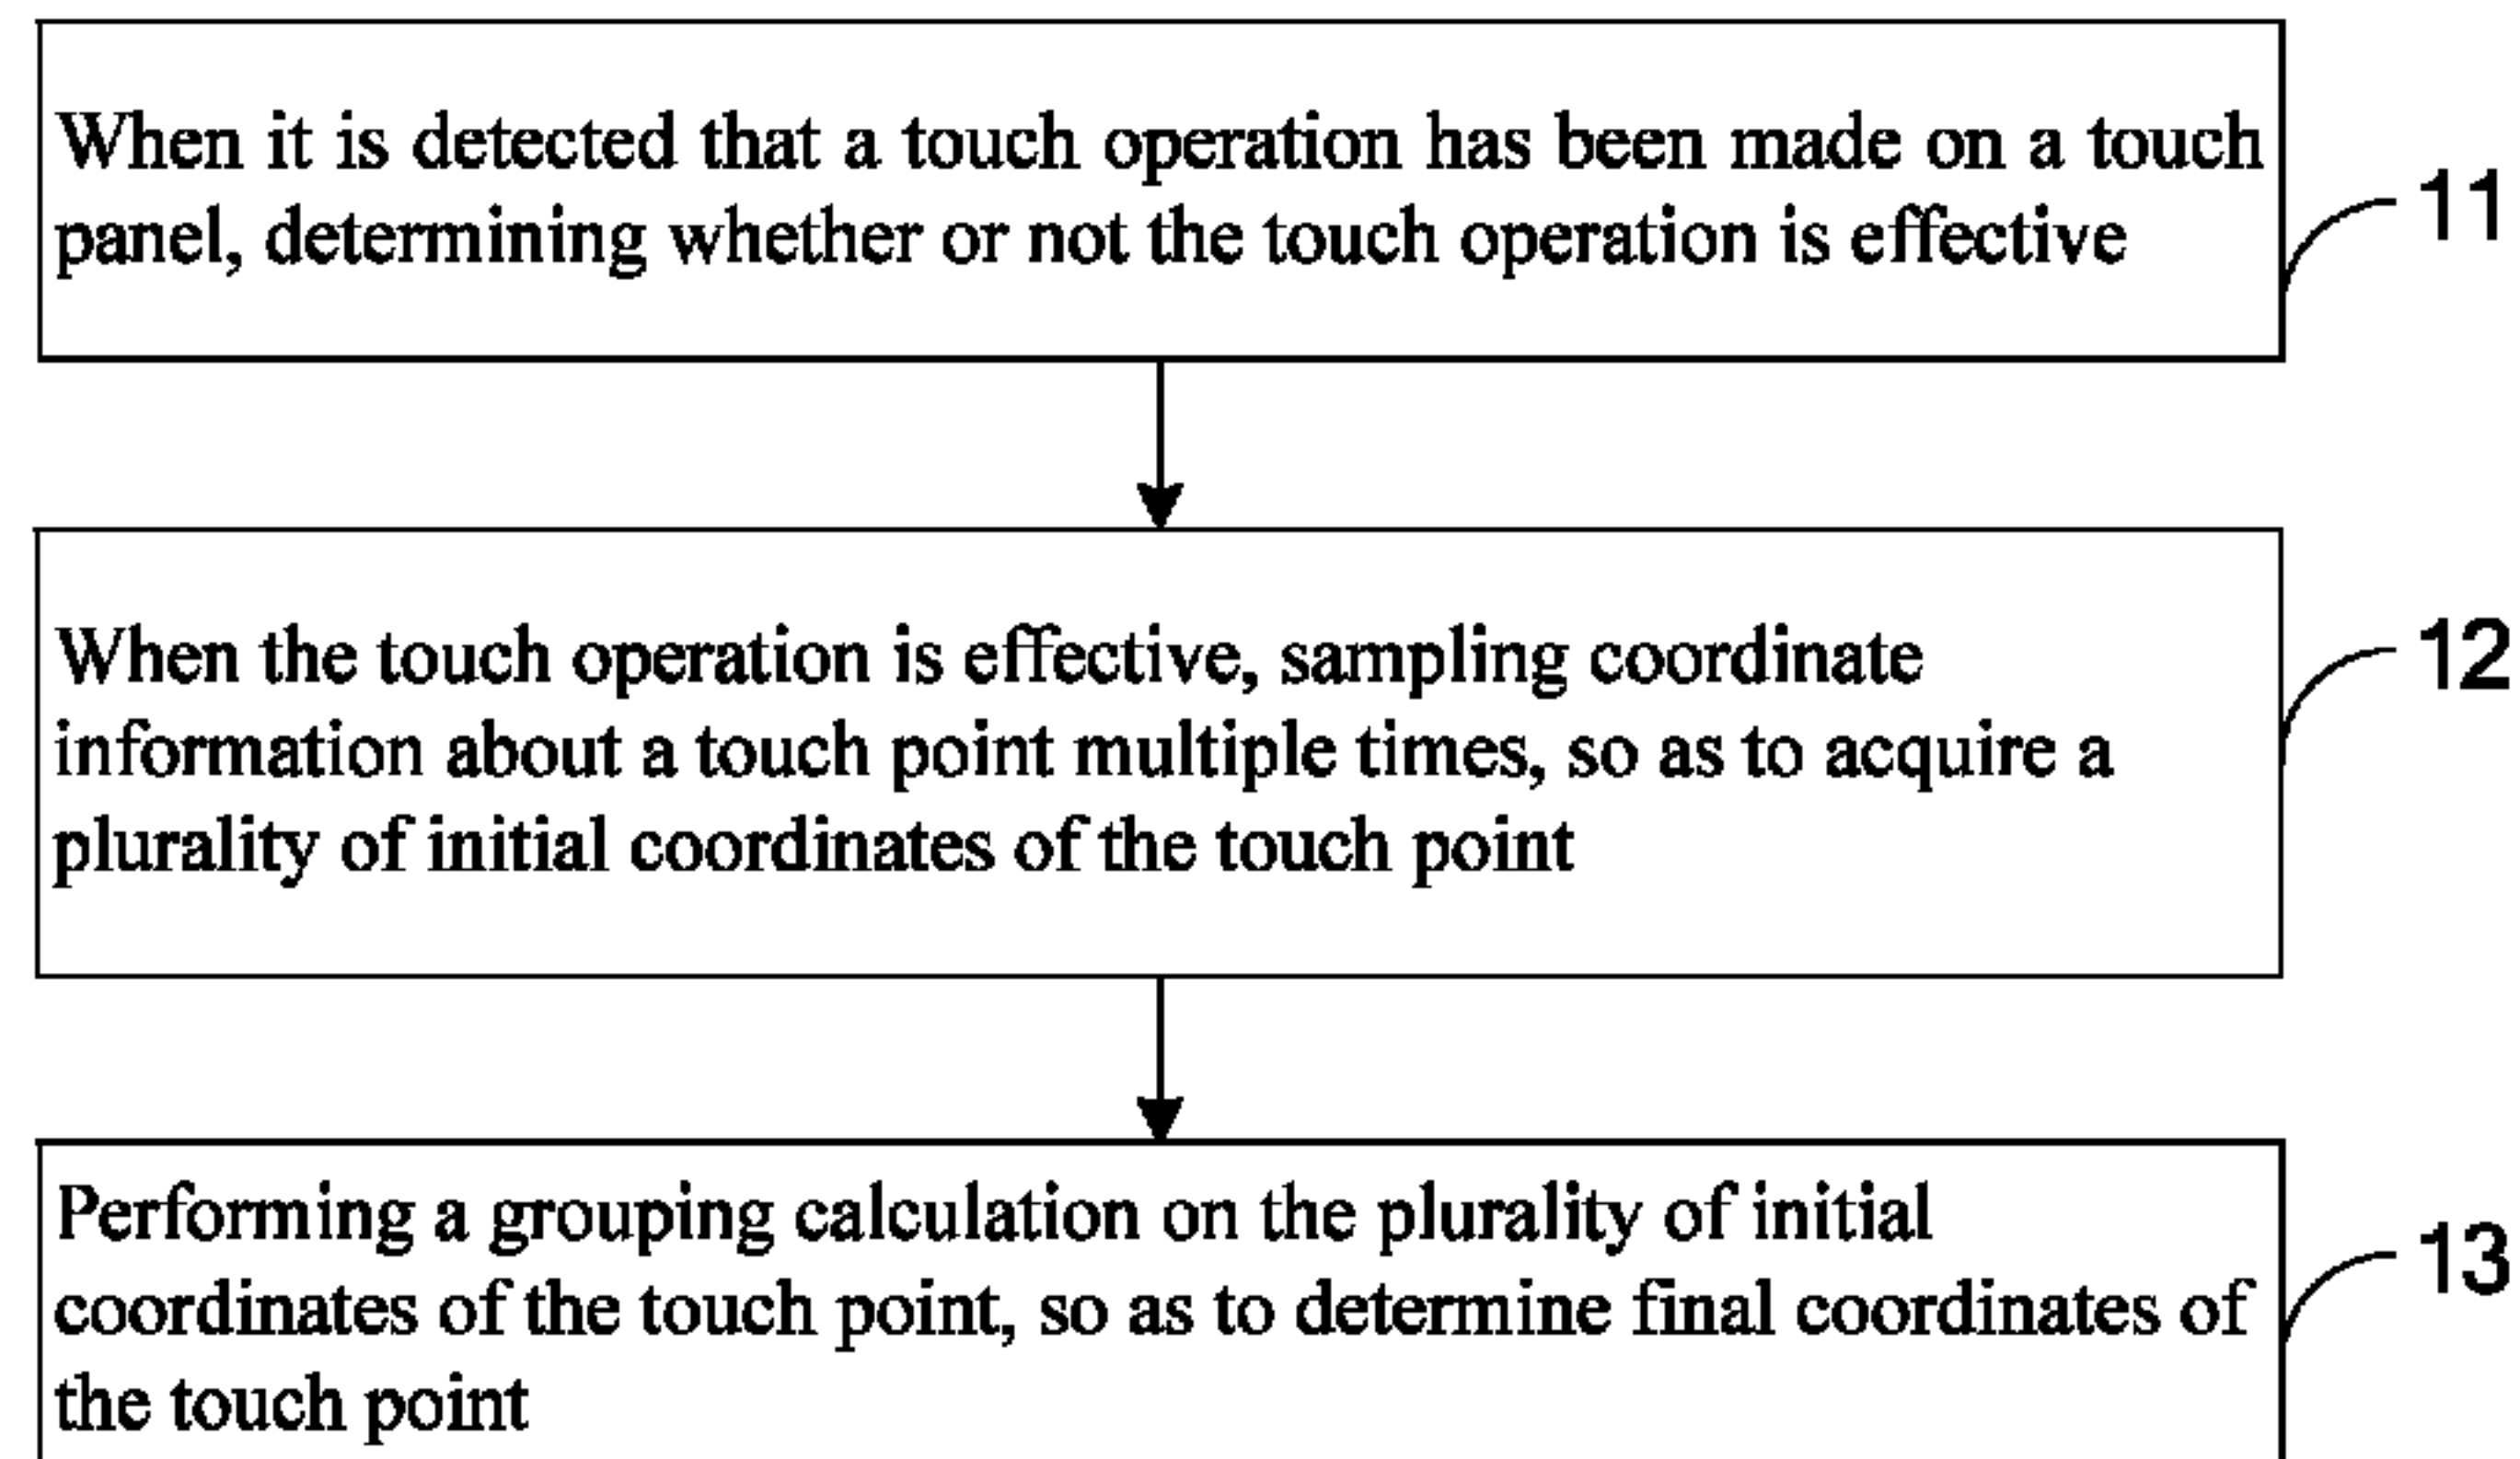 When it is detected that a touch operation has been made on a touch
panel, determining whether or not the touch operation is effective
11
When the touch operation is effective, sampling coordinate
information about a touch point multiple times, so as to acquire a
plurality of initial coordinates of the touch point
12
Performing a grouping calculation on the plurality of initial
coordinates of the touch point, so as to determine final coordinates of
the touch point
13